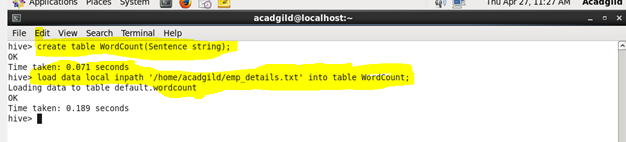 Applications Places System Thu Apr 27, 11:27 AM Acadgild
acadgild@localhost:~
File Edit View Search Terminal Help
hive> create table WordCount(Sentence string);
OK
Time taken: 0.071 seconds
hive> load data local inpath '/home/acadgild/emp_details.txt' into table WordCount;
Loading data to table default.wordcount
OK
Time taken: 0.189 seconds
hive>